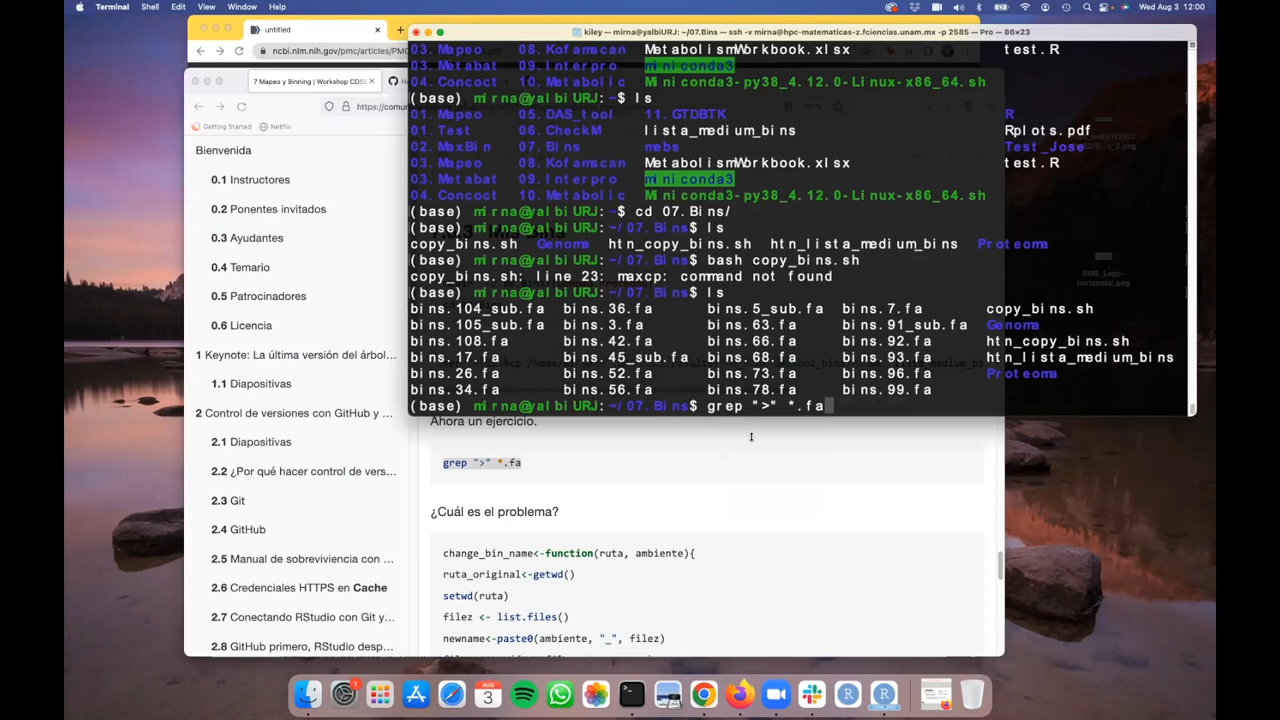 Terminal Shell Edit View Window Help Wed Aug 3 12:00
untitled
ncbi.nlm.nih.gov/pmc/articles/PMC
kiley — mirna@yalbiURJ: ~/07.Bins — ssh -v mirna@hpc-matematicas-z.fciencias.unam.mx -p 2585 — Pro — 86×23
7 Mapeo y Binning | Workshop CDSB
https://comu
Getting Started Netflix
03. Mapeo 08. Kofamscan MetabolismWorkbook.xlsx test.R
03. Metabat 09. Interpro miniconda3
04. Concoct 10. Metabolic Miniconda3-py38_4.12.0-Linux-x86_64.sh
(base) mirna@yalbiURJ:~$ ls
01. Mapeo 05. DAS_tool 11. GTDBTK R
01. Test 06. CheckM lista_medium_bins Rplots.pdf
02. MaxBin 07. Bins mebs Test_Jose
03. Mapeo 08. Kofamscan MetabolismWorkbook.xlsx test.R
03. Metabat 09. Interpro miniconda3
04. Concoct 10. Metabolic Miniconda3-py38_4.12.0-Linux-x86_64.sh
(base) mirna@yalbiURJ:~$ cd 07.Bins/
(base) mirna@yalbiURJ:~/07.Bins$ ls
copy_bins.sh Genoma htn_copy_bins.sh htn_lista_medium_bins Proteoma
(base) mirna@yalbiURJ:~/07.Bins$ bash copy_bins.sh
copy_bins.sh: line 23: maxcp: command not found
(base) mirna@yalbiURJ:~/07.Bins$ ls
bins.104_sub.fa bins.36.fa bins.5_sub.fa bins.7.fa copy_bins.sh
bins.105_sub.fa bins.3.fa bins.63.fa bins.91_sub.fa Genoma
bins.108.fa bins.42.fa bins.66.fa bins.92.fa htn_copy_bins.sh
bins.17.fa bins.45_sub.fa bins.68.fa bins.93.fa htn_lista_medium_bins
bins.26.fa bins.52.fa bins.73.fa bins.96.fa Proteoma
bins.34.fa bins.56.fa bins.78.fa bins.99.fa
(base) mirna@yalbiURJ:~/07.Bins$ grep ">" *.fa
Bienvenida
0.1 Instructores
0.2 Ponentes invitados
0.3 Ayudantes
0.4 Temario
0.5 Patrocinadores
0.6 Licencia
1 Keynote: La última versión del árbol...
1.1 Diapositivas
2 Control de versiones con GitHub y ...
2.1 Diapositivas
2.2 ¿Por qué hacer control de vers...
2.3 Git
2.4 GitHub
2.5 Manual de sobreviviencia con ...
2.6 Credenciales HTTPS en Cache
2.7 Conectando RStudio con Git y...
2.8 GitHub primero, RStudio desp...
Ahora un ejercicio.
grep ">" *.fa
¿Cuál es el problema?
change_bin_name<-function(ruta, ambiente){
ruta_original<-getwd()
setwd(ruta)
filez <- list.files()
newname<-paste0(ambiente, "_", filez)
RMB_Logo-
horizontal.png